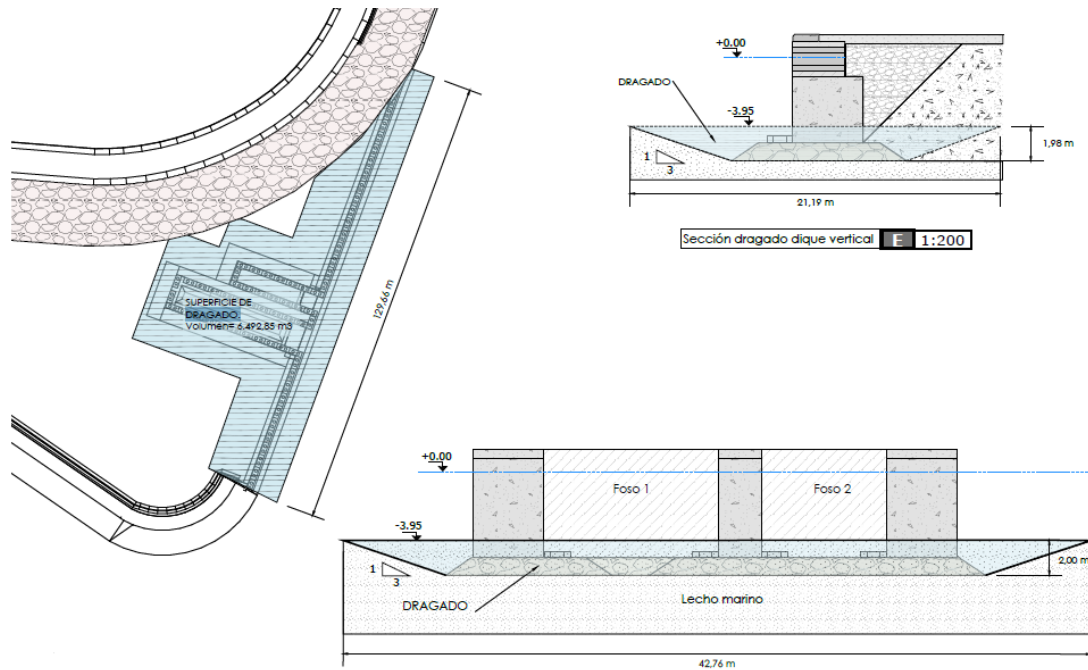 +0.00
DRAGADO
-3.95
1
3
1,98 m
21,19 m
Sección dragado dique vertical E 1:200
129,66 m
SUPERFICIE DE
DRAGADO.
Volumen= 6.492,85 m3
+0.00
Foso 1
Foso 2
-3.95
1
3
2,00 m
DRAGADO
Lecho marino
42,76 m